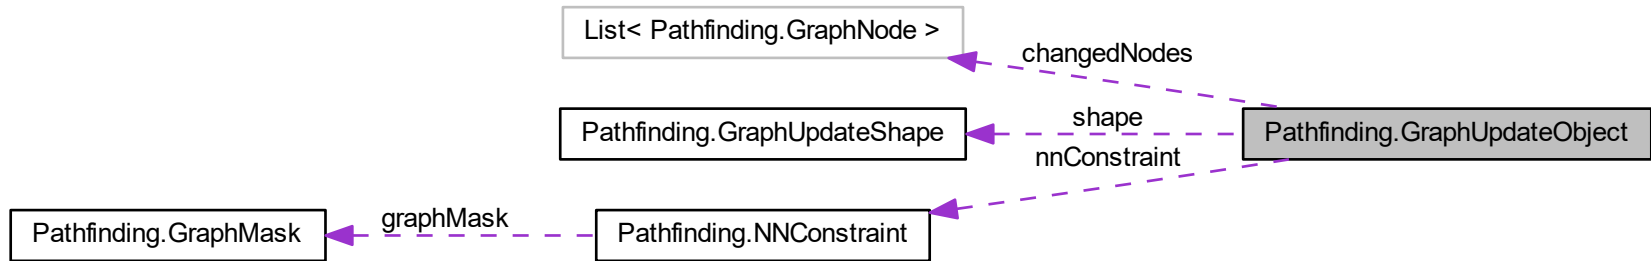 List< Pathfinding.GraphNode >
changedNodes
Pathfinding.GraphUpdateShape
shape
Pathfinding.GraphUpdateObject
nnConstraint
Pathfinding.GraphMask
graphMask
Pathfinding.NNConstraint